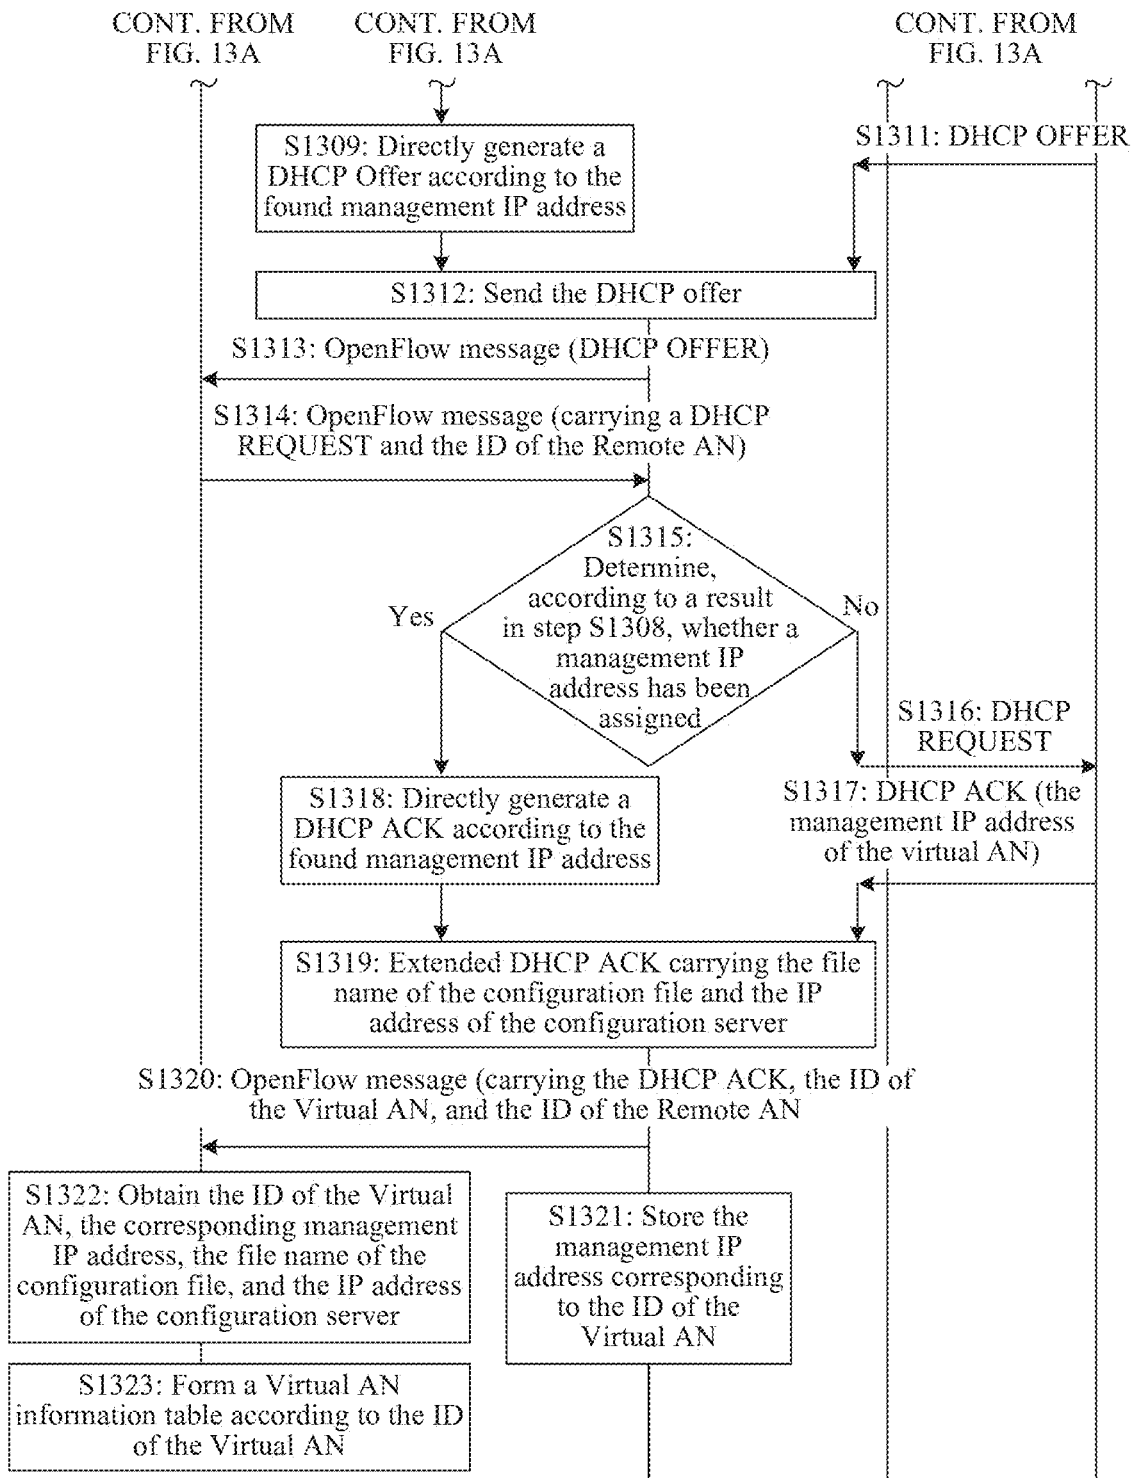 CONT. FROM
FIG. 13A
CONT. FROM
FIG. 13A
CONT. FROM
FIG. 13A
S1309: Directly generate a
DHCP Offer according to the
found management IP address
S1311: DHCP OFFER
S1312: Send the DHCP offer
S1313: OpenFlow message (DHCP OFFER)
S1314: OpenFlow message (carrying a DHCP
REQUEST and the ID of the Remote AN)
S1315:
Determine,
according to a result
in step S1308, whether a
management IP
address has been
assigned
Yes
No
S1316: DHCP
REQUEST
S1317: DHCP ACK (the
management IP address
of the virtual AN)
S1318: Directly generate a
DHCP ACK according to the
found management IP address
S1319: Extended DHCP ACK carrying the file
name of the configuration file and the IP
address of the configuration server
S1320: OpenFlow message (carrying the DHCP ACK, the ID of
the Virtual AN, and the ID of the Remote AN
S1322: Obtain the ID of the Virtual
AN, the corresponding management
IP address, the file name of the
configuration file, and the IP address
of the configuration server
S1321: Store the
management IP
address corresponding
to the ID of the
Virtual AN
S1323: Form a Virtual AN
information table according to the ID
of the Virtual AN